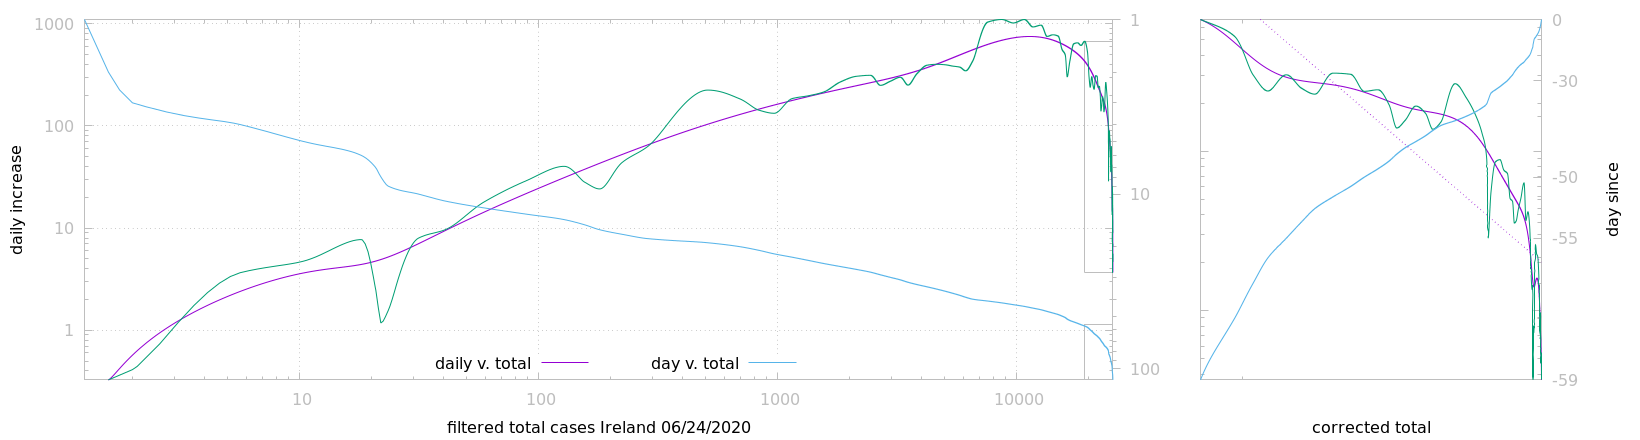 1000
100
10
1
daily increase
10
100
1000
10000
filtered total cases Ireland 06/24/2020
daily v. total
day v. total
1
10
100
0
-30
-50
-55
-59
day since
corrected total